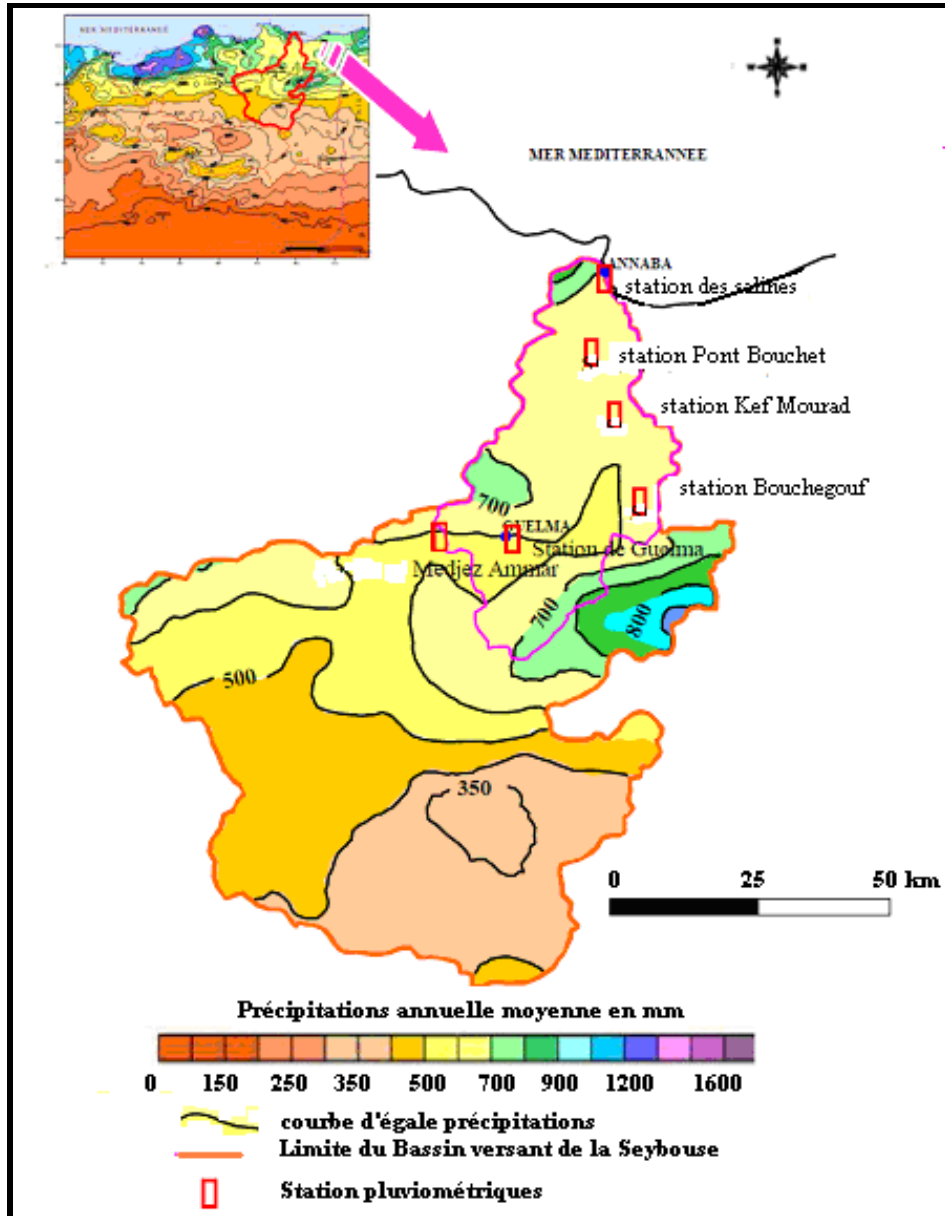 MER MEDITERRANEE
MER MEDITERRANNEE
ANNABA
station des salines
station Pont Bouchet
station Kef Mourad
station Bouchegouf
700
GUELMA
Station de Guelma
Medjez Ammar
700
800
500
350
0 25 50 km
Précipitations annuelle moyenne en mm
0 150 250 350 500 700 900 1200 1600
courbe d'égale précipitations
Limite du Bassin versant de la Seybouse
Station pluviométriques